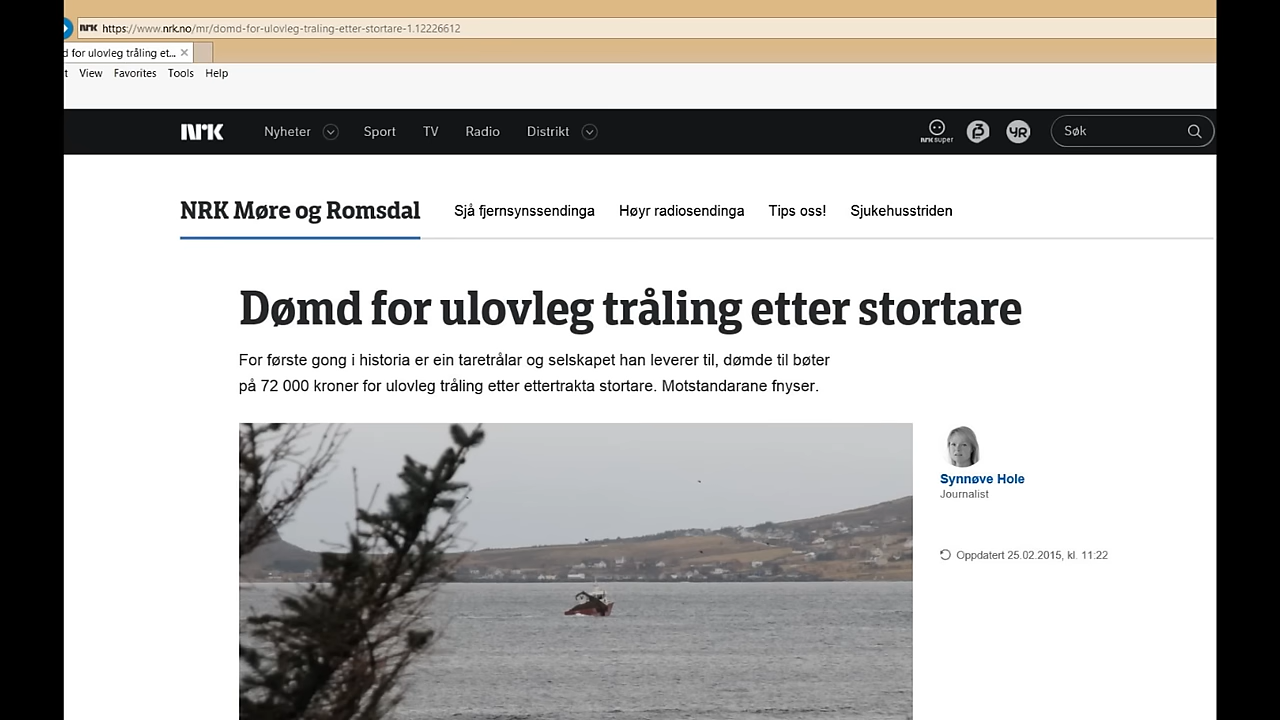 nrk https://www.nrk.no/mr/domd-for-ulovleg-traling-etter-stortare-1.12226612
d for ulovleg tråling et...
t View Favorites Tools Help
NRK Nyheter Sport TV Radio Distrikt nrk super P YR Søk
NRK Møre og Romsdal Sjå fjernsynssendinga Høyr radiosendinga Tips oss! Sjukehusstriden
Dømd for ulovleg tråling etter stortare
For første gong i historia er ein taretrålar og selskapet han leverer til, dømde til bøter
på 72 000 kroner for ulovleg tråling etter ettertrakta stortare. Motstandarane fnyser.
Synnøve Hole
Journalist
Oppdatert 25.02.2015, kl. 11:22